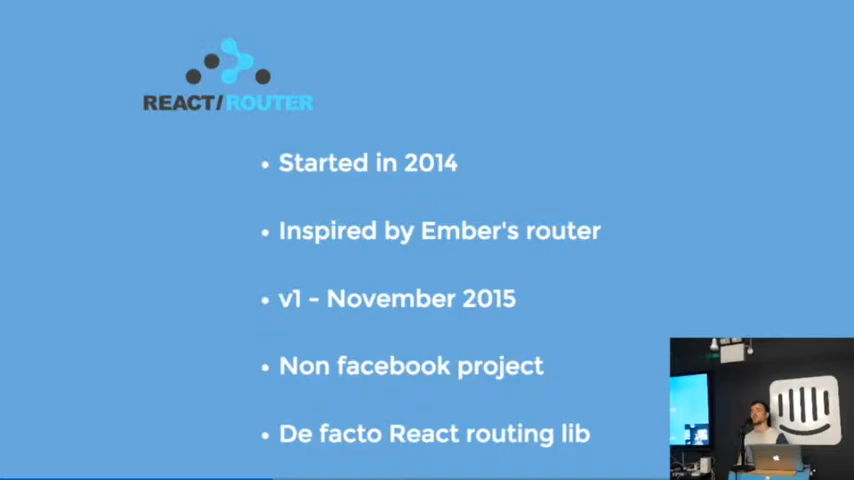 REACT/ROUTER
• Started in 2014
• Inspired by Ember's router
• v1 - November 2015
• Non facebook project
• De facto React routing lib